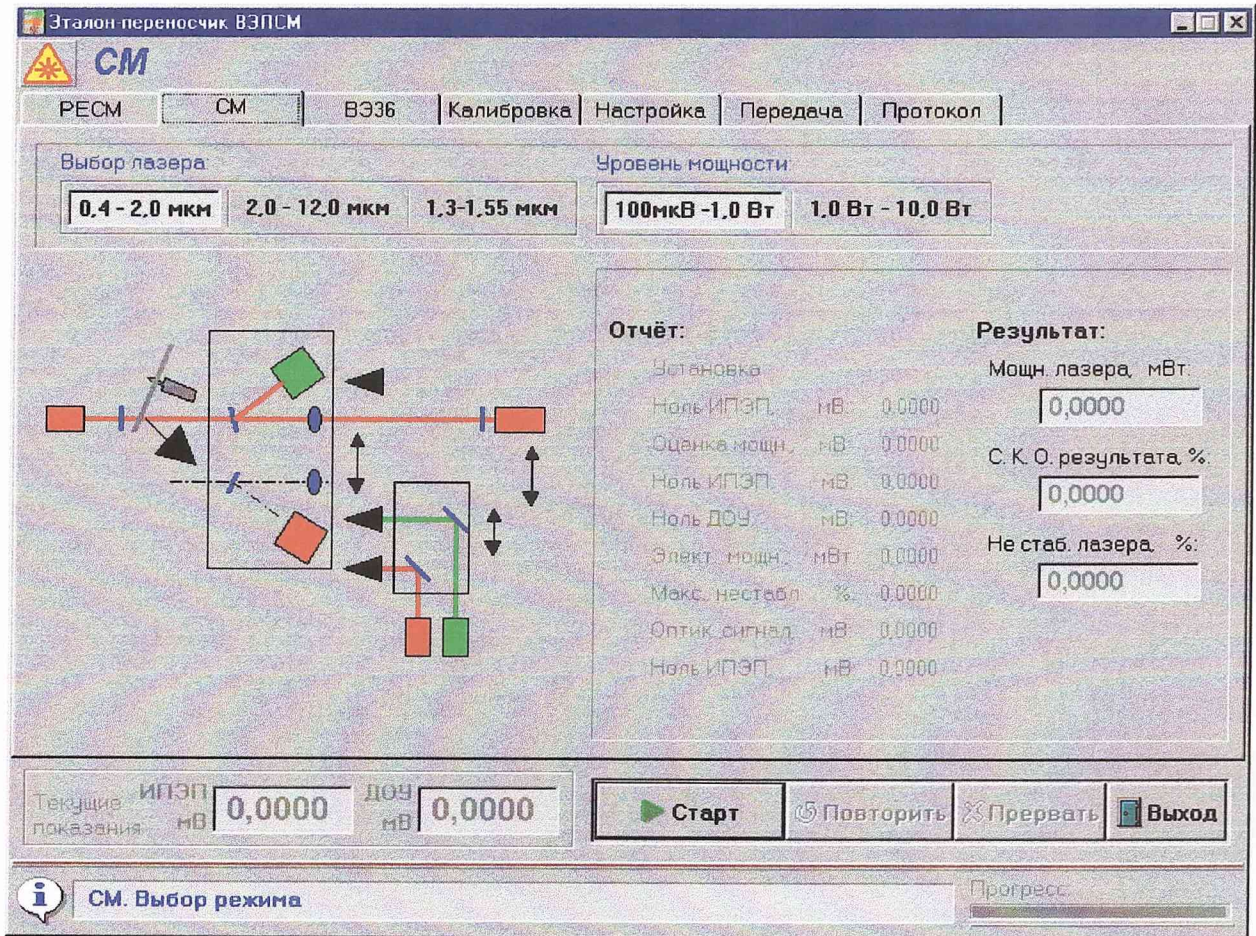 Эталон-переносчик ВЭПСМ
СМ
РЕСМ СМ ВЭ36 Калибровка Настройка Передача Протокол
Выбор лазера Уровень мощности
0,4 - 2,0 мкм 2,0 - 12,0 мкм 1,3-1,55 мкм 100мкВ -1,0 Вт 1,0 Вт - 10,0 Вт
Отчёт: Результат:
Установка Мощн. лазера, мВт:
Ноль ИПЭП, мВ: 0,0000 0,0000
Оценка мощн., мВ 0,0000 С. К. О. результата, %:
Ноль ИПЭП, мВ: 0,0000 0,0000
Ноль ДОУ, мВ: 0,0000
Элект. мощн., мВт 0,0000 Не стаб. лазера, %:
Макс. нестабл. % 0,0000 0,0000
Оптик. сигнал, мВ 0,0000
Ноль ИПЭП, мВ 0,0000
Текущие показания ИПЭП мВ 0,0000 ДОУ мВ 0,0000 Старт Повторить Прервать Выход
СМ. Выбор режима Прогресс: